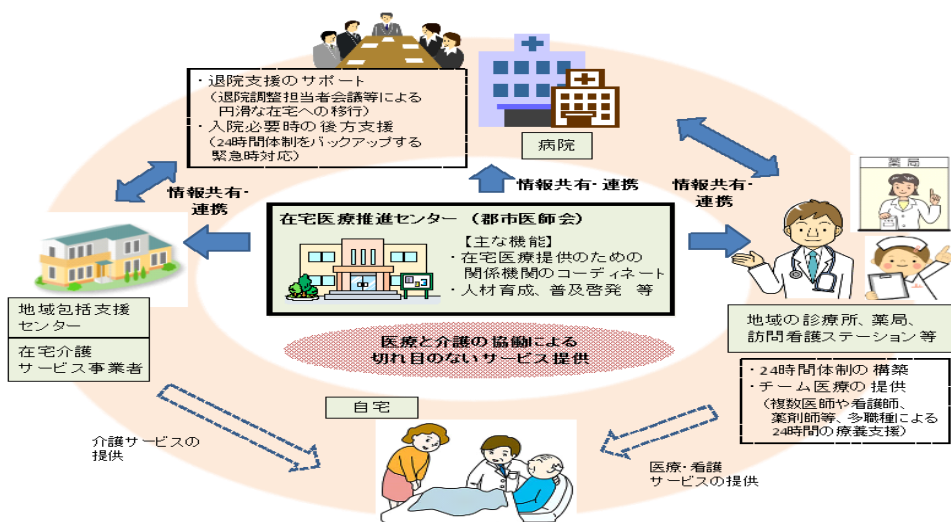 ・退院支援のサポート
（退院調整担当者会議等による
円滑な在宅への移行）
・入院必要時の後方支援
（24時間体制をバックアップする
緊急時対応）
病院
薬局
情報共有・
連携
情報共有・連携
情報共有・
連携
在宅医療推進センター（郡市医師会）
【主な機能】
・在宅医療提供のための
関係機関のコーディネート
・人材育成、普及啓発 等
地域包括支援
センター
在宅介護
サービス事業者
地域の診療所、薬局、
訪問看護ステーション等
医療と介護の協働による
切れ目のないサービス提供
・24時間体制の構築
・チーム医療の提供
（複数医師や看護師、
薬剤師等、多職種による
24時間の療養支援）
自宅
介護サービスの
提供
医療・看護
サービスの提供